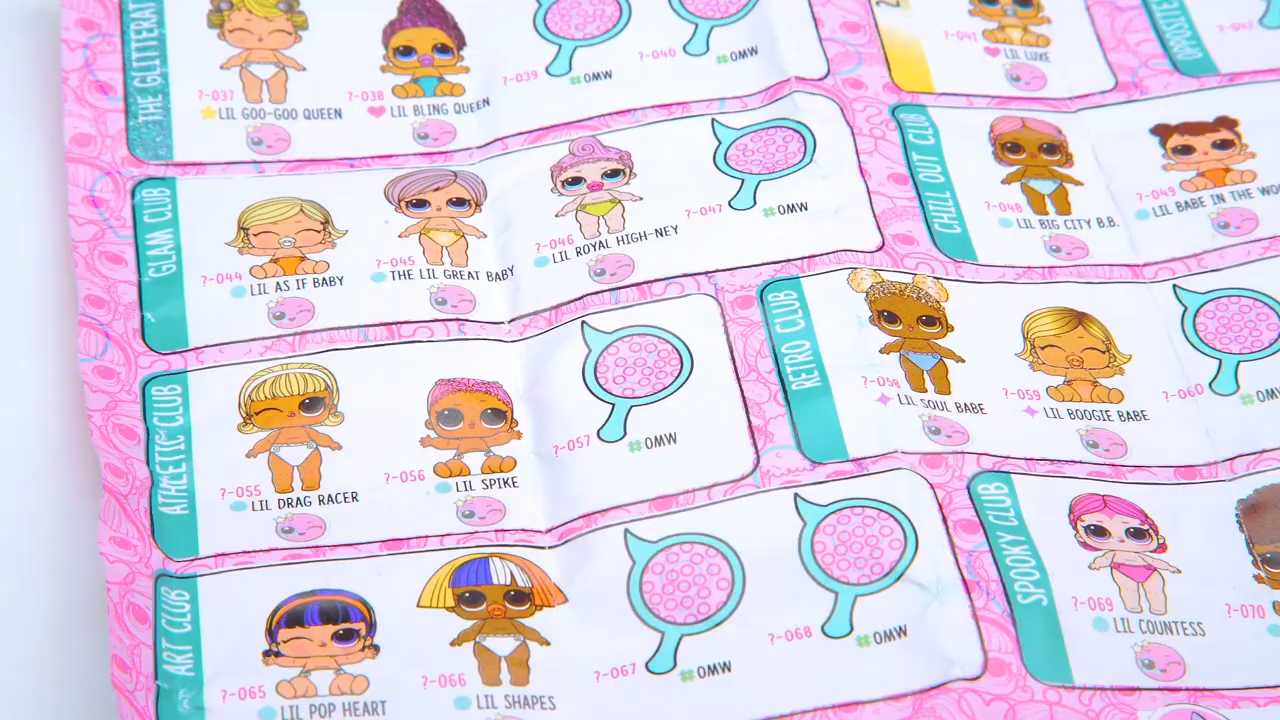 THE GLITTERAT
?-037
LIL GOO-GOO QUEEN
?-038
LIL BLING QUEEN
?-039
#OMW
?-040
#OMW
?-041
LIL LUXE
OPPOSITE
GLAM CLUB
?-044
LIL AS IF BABY
?-045
THE LIL GREAT BABY
?-046
LIL ROYAL HIGH-NEY
?-047
#OMW
CHILL OUT CLUB
?-048
LIL BIG CITY B.B.
?-049
LIL BABE IN THE WO
ATHLETIC CLUB
?-055
LIL DRAG RACER
?-056
LIL SPIKE
?-057
#OMW
RETRO CLUB
?-058
LIL SOUL BABE
?-059
LIL BOOGIE BABE
?-060
#OM
ART CLUB
?-065
LIL POP HEART
?-066
LIL SHAPES
?-067
#OMW
?-068
#OMW
SPOOKY CLUB
?-069
LIL COUNTESS
?-070